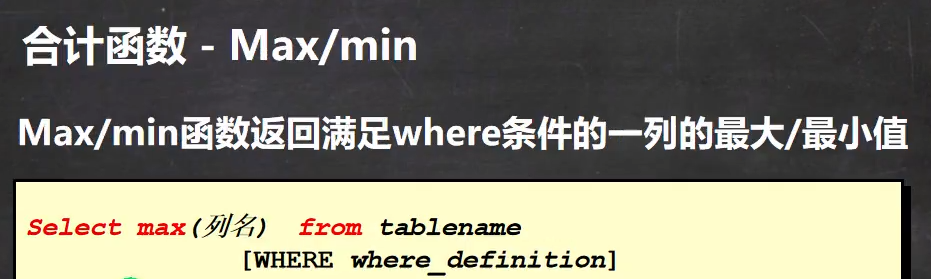 合计函数 - Max/min
Max/min函数返回满足where条件的一列的最大/最小值
Select max(列名) from tablename
[WHERE where_definition]